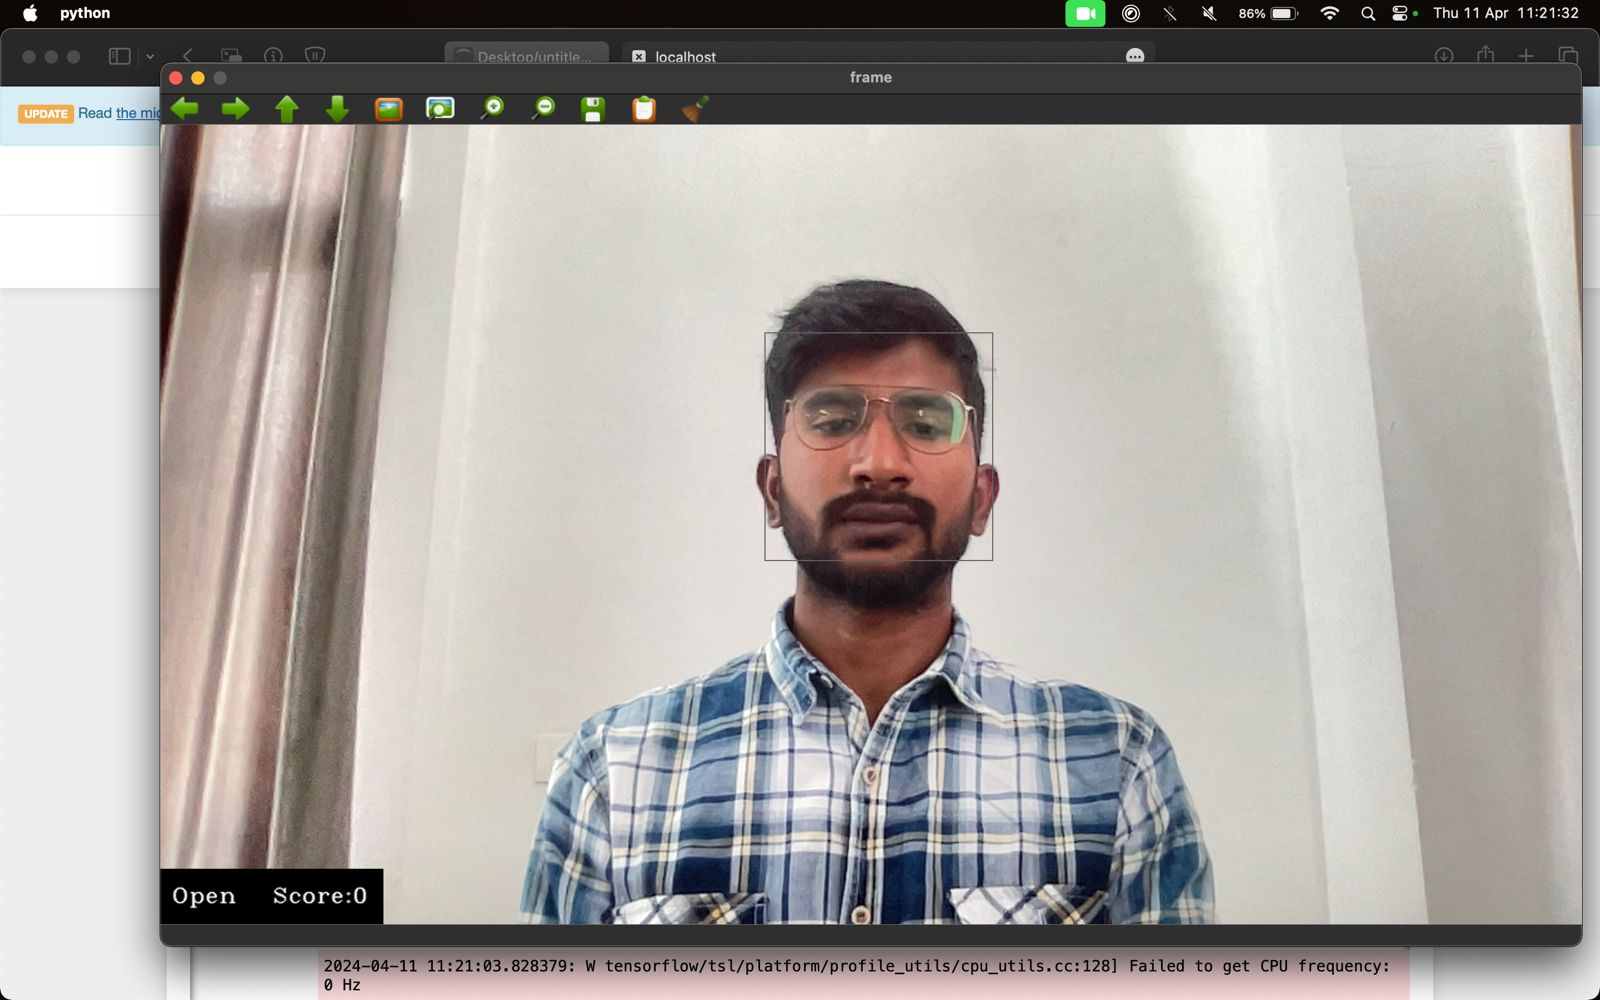 python
86%
Thu 11 Apr 11:21:32
Desktop/untitle...
localhost
frame
UPDATE Read the mig
Open Score:0
2024-04-11 11:21:03.828379: W tensorflow/tsl/platform/profile_utils/cpu_utils.cc:128] Failed to get CPU frequency:
0 Hz